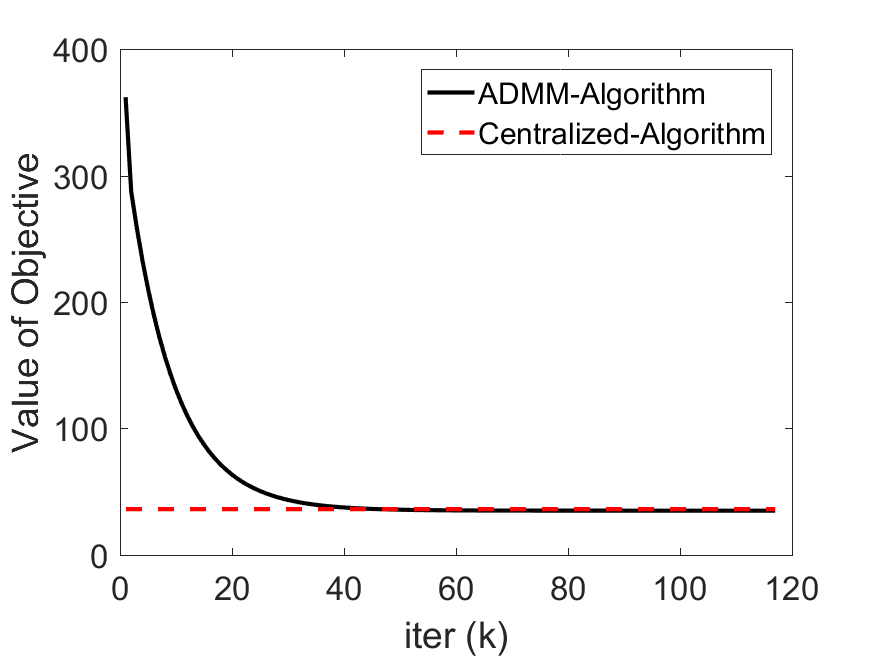 400
300
200
100
0
0 20 40 60 80 100 120
Value of Objective
iter (k)
ADMM-Algorithm
Centralized-Algorithm